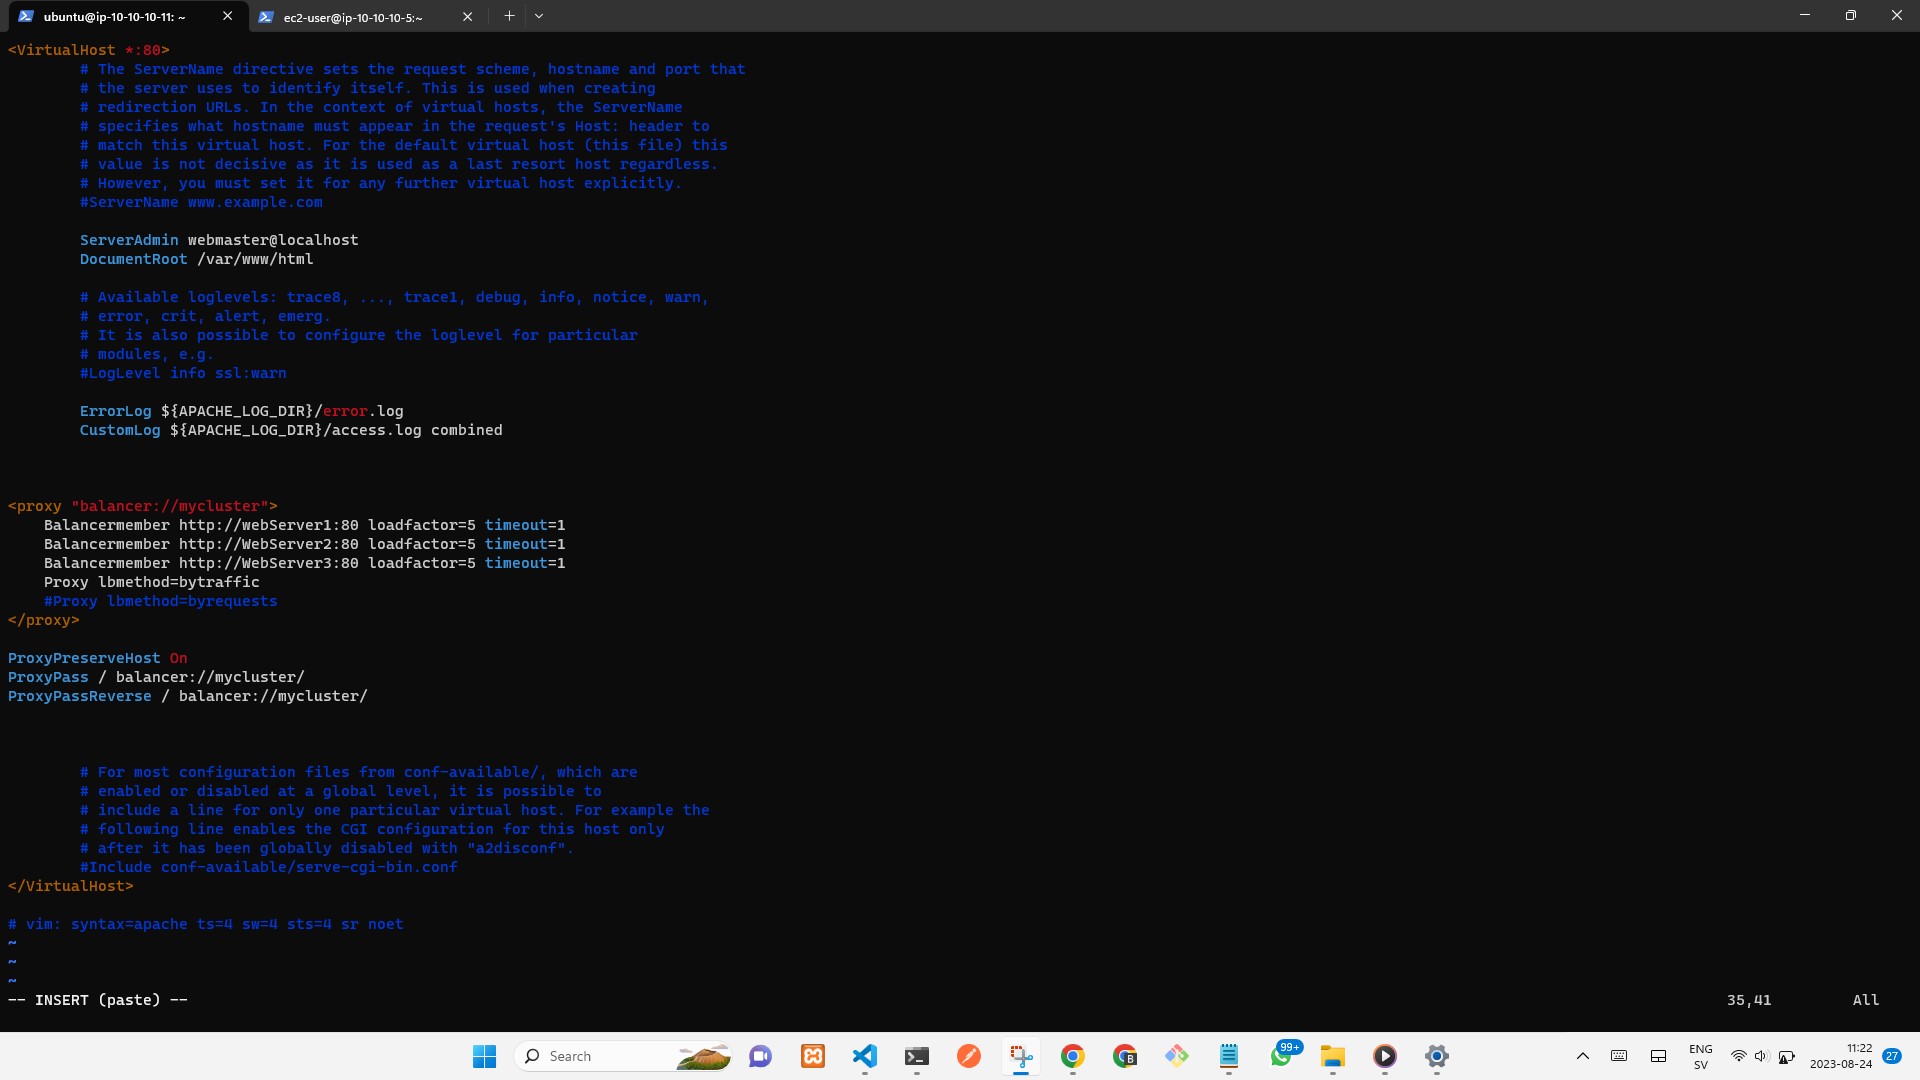 ubuntu@ip-10-10-10-11: ~
ec2-user@ip-10-10-10-5:~
<VirtualHost *:80>
# The ServerName directive sets the request scheme, hostname and port that
# the server uses to identify itself. This is used when creating
# redirection URLs. In the context of virtual hosts, the ServerName
# specifies what hostname must appear in the request's Host: header to
# match this virtual host. For the default virtual host (this file) this
# value is not decisive as it is used as a last resort host regardless.
# However, you must set it for any further virtual host explicitly.
#ServerName www.example.com
ServerAdmin webmaster@localhost
DocumentRoot /var/www/html
# Available loglevels: trace8, ..., trace1, debug, info, notice, warn,
# error, crit, alert, emerg.
# It is also possible to configure the loglevel for particular
# modules, e.g.
#LogLevel info ssl:warn
ErrorLog ${APACHE_LOG_DIR}/error.log
CustomLog ${APACHE_LOG_DIR}/access.log combined
<proxy "balancer://mycluster">
Balancermember http://webServer1:80 loadfactor=5 timeout=1
Balancermember http://WebServer2:80 loadfactor=5 timeout=1
Balancermember http://WebServer3:80 loadfactor=5 timeout=1
Proxy lbmethod=bytraffic
#Proxy lbmethod=byrequests
</proxy>
ProxyPreserveHost On
ProxyPass / balancer://mycluster/
ProxyPassReverse / balancer://mycluster/
# For most configuration files from conf-available/, which are
# enabled or disabled at a global level, it is possible to
# include a line for only one particular virtual host. For example the
# following line enables the CGI configuration for this host only
# after it has been globally disabled with "a2disconf".
#Include conf-available/serve-cgi-bin.conf
</VirtualHost>
# vim: syntax=apache ts=4 sw=4 sts=4 sr noet
~
~
~
-- INSERT (paste) -- 35,41 All
Search
99+
B
ENG
SV
11:22
2023-08-24
27